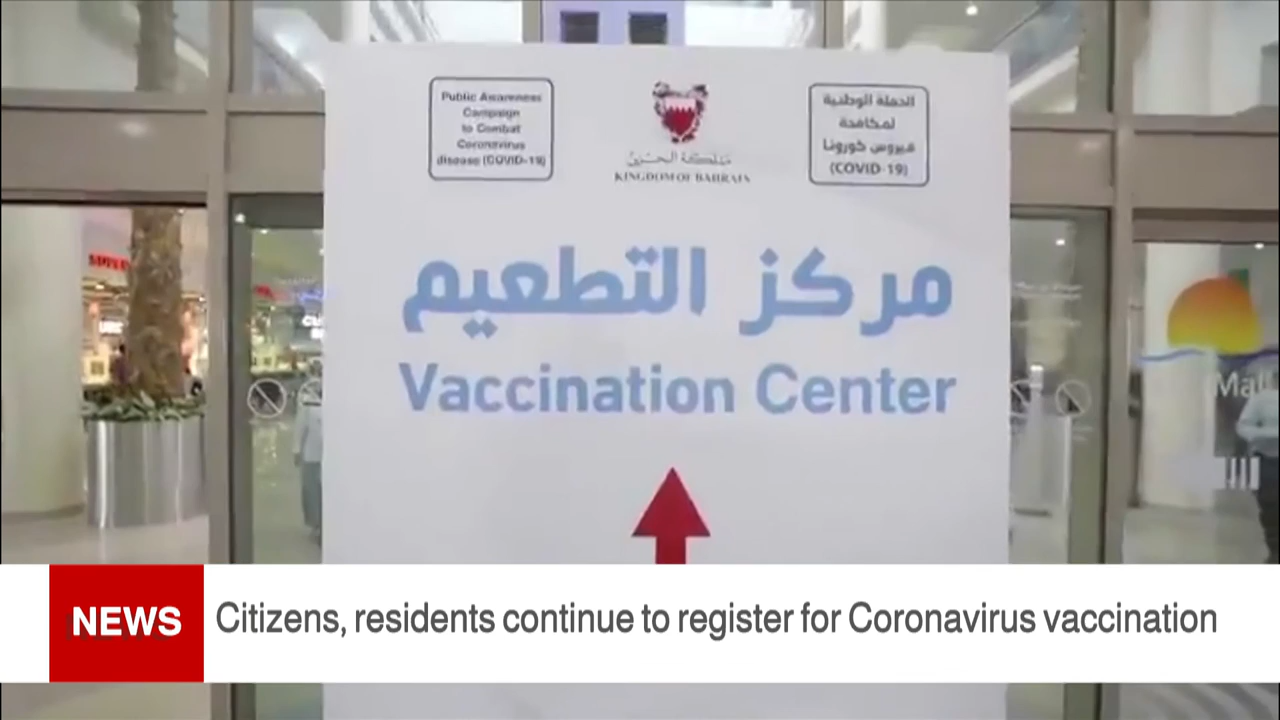 Public Awareness
Campaign
to Combat
Coronavirus
disease (COVID-19)
مملكة البحرين
KINGDOM OF BAHRAIN
الحملة الوطنية
لمكافحة
فيروس كورونا
(COVID-19)
مركز التطعيم
Vaccination Center
Mall
NEWS
Citizens, residents continue to register for Coronavirus vaccination